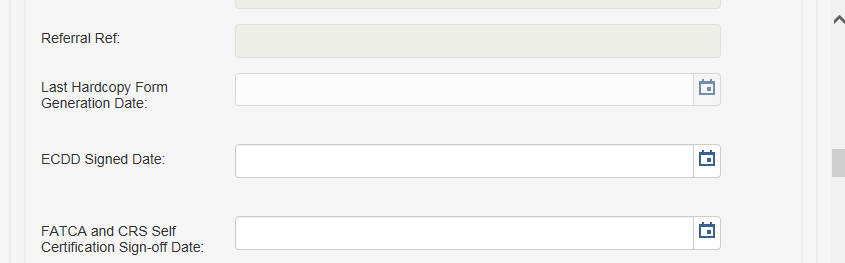 Referral Ref:
Last Hardcopy Form
Generation Date:
ECDD Signed Date:
FATCA and CRS Self
Certification Sign-off Date: